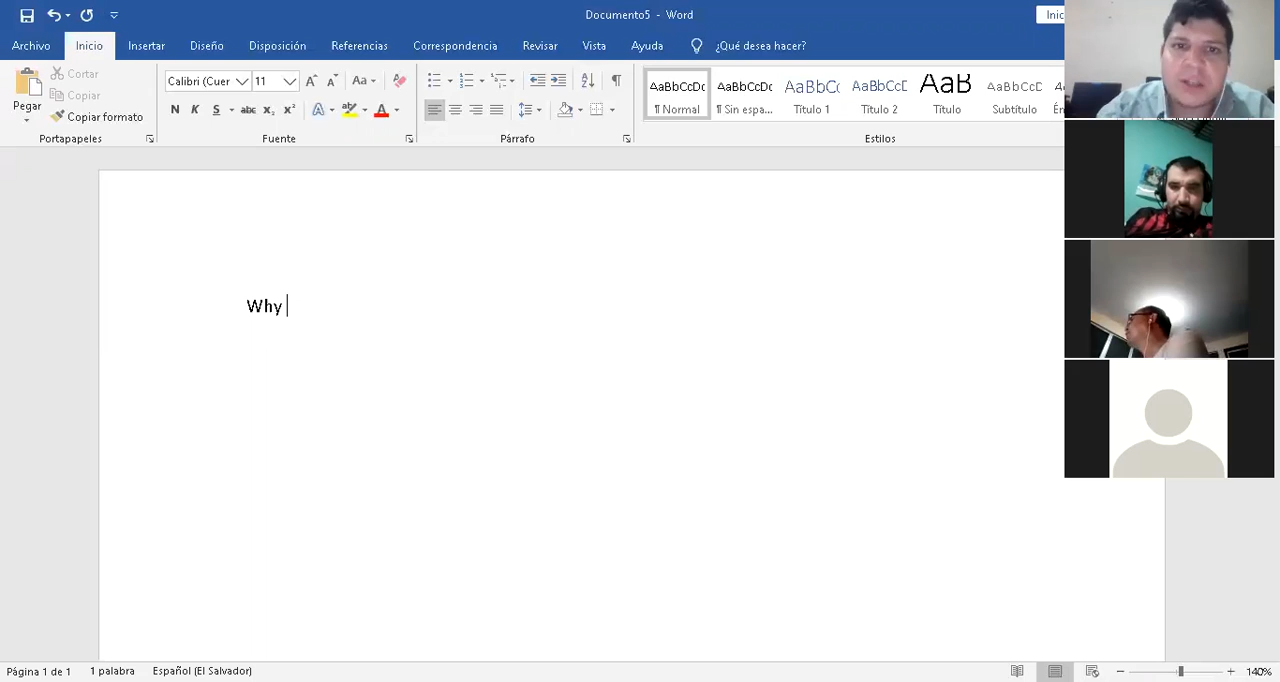 Documento5 - Word
Inic
Archivo Inicio Insertar Diseño Disposición Referencias Correspondencia Revisar Vista Ayuda ¿Qué desea hacer?
Pegar
Cortar
Copiar
Copiar formato
Portapapeles
Calibri (Cuer 11
Aa
N K S abc x₂ x²
A
Fuente
Párrafo
AaBbCcDc AaBbCcDc AaBbCc AaBbCcD AaB AaBbCcD
¶ Normal ¶ Sin espa... Título 1 Título 2 Título Subtítulo
Estilos
Why
Página 1 de 1 1 palabra Español (El Salvador) 140%